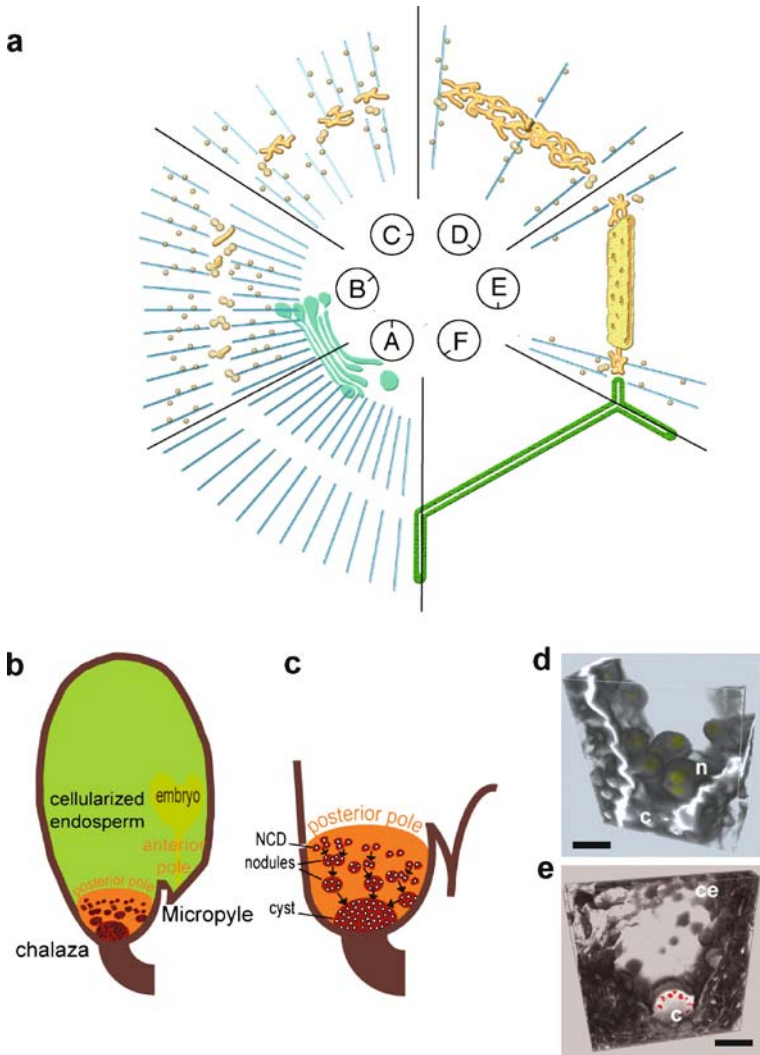 a
C
D
B
E
A
F
b
cellularized
endosperm
embryo
anterior
pole
posterior pole
Micropyle
chalaza
c
posterior pole
NCD
nodules
cyst
d
n
c
e
ce
c